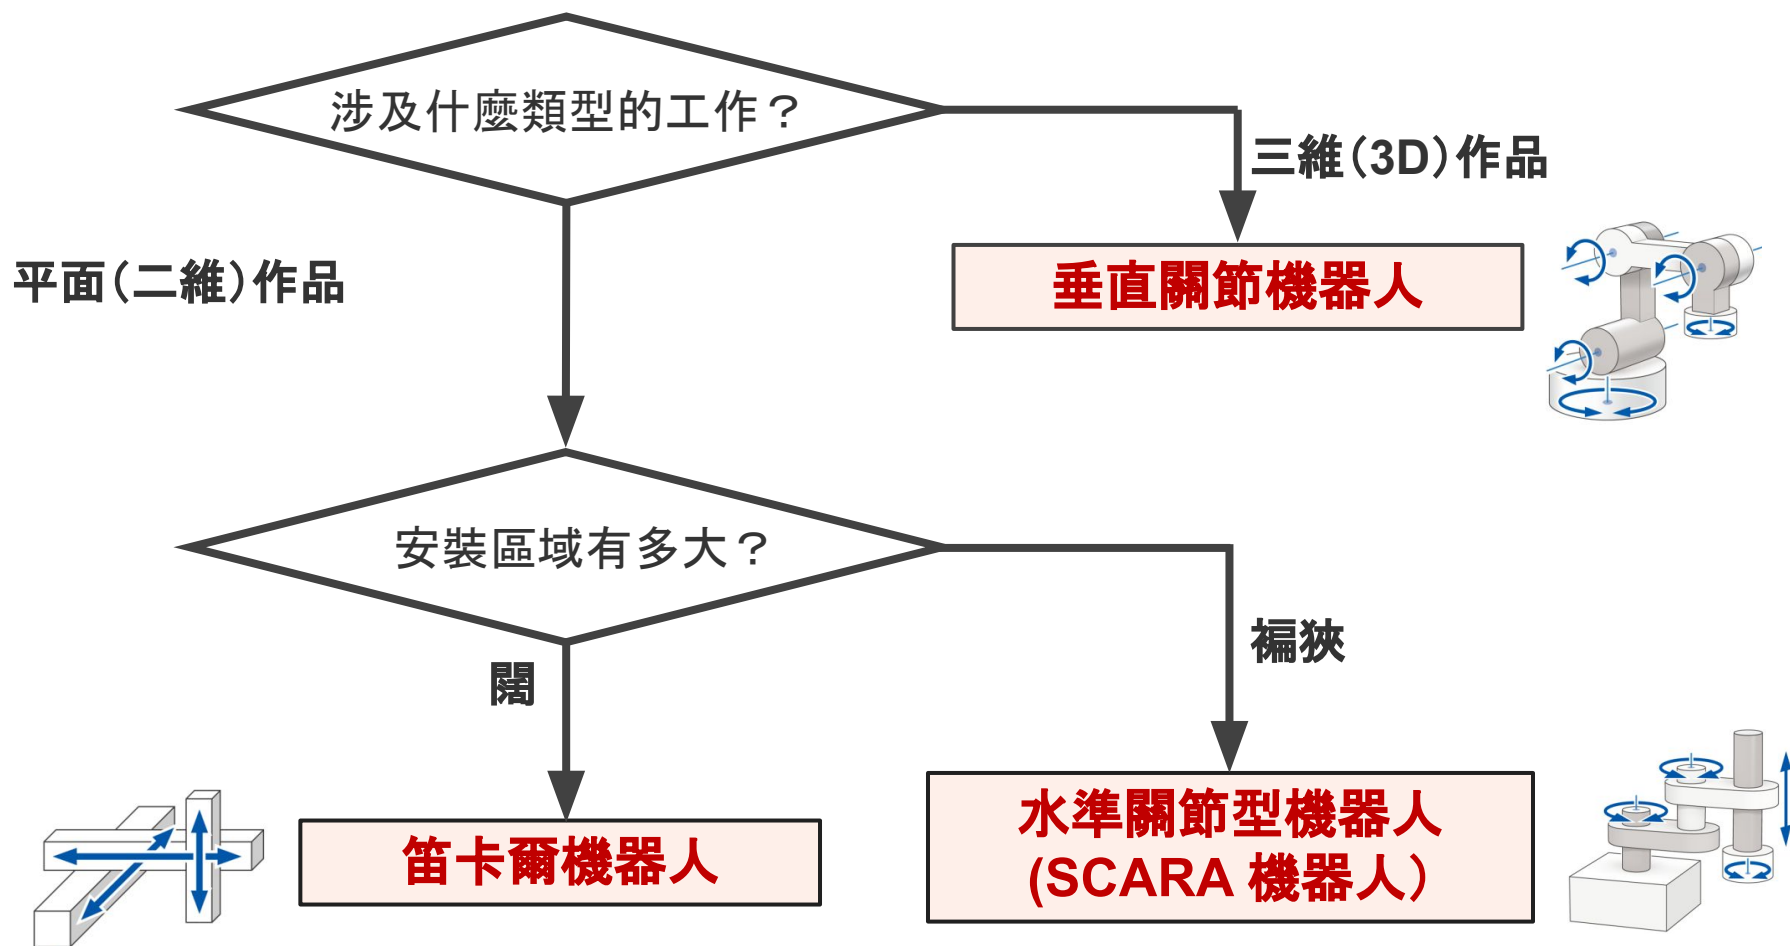 涉及什麼類型的工作？
三維（3D）作品
平面（二維）作品
垂直關節機器人
安裝區域有多大？
褊狹
闊
水準關節型機器人
(SCARA 機器人）
笛卡爾機器人